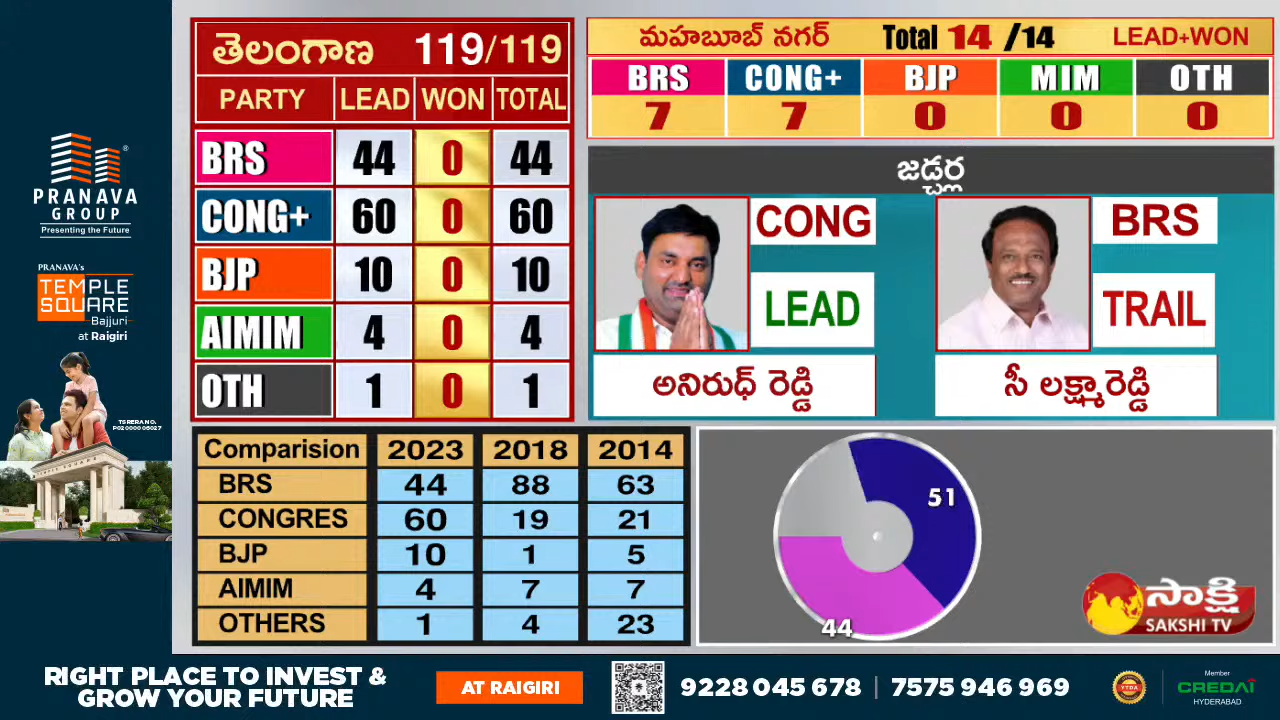 PRANAVA
GROUP
Presenting the Future
PRANAVA's
TEMPLE
SQUARE
Bajjuri
at Raigiri
TS RERA NO.
P02000005027
తెలంగాణ 119/119
PARTY LEAD WON TOTAL
BRS 44 0 44
CONG+ 60 0 60
BJP 10 0 10
AIMIM 4 0 4
OTH 1 0 1
మహబూబ్ నగర్ Total 14 /14 LEAD+WON
BRS CONG+ BJP MIM OTH
7 7 0 0 0
జడ్చర్ల
CONG BRS
LEAD TRAIL
అనిరుధ్ రెడ్డి సీ లక్ష్మారెడ్డి
Comparision 2023 2018 2014
BRS 44 88 63
CONGRES 60 19 21
BJP 10 1 5
AIMIM 4 7 7
OTHERS 1 4 23
51
44
సాక్షి
SAKSHI TV
RIGHT PLACE TO INVEST &
GROW YOUR FUTURE
AT RAIGIRI
9228 045 678 | 7575 946 969
YTDA
Member
CREDAI
HYDERABAD